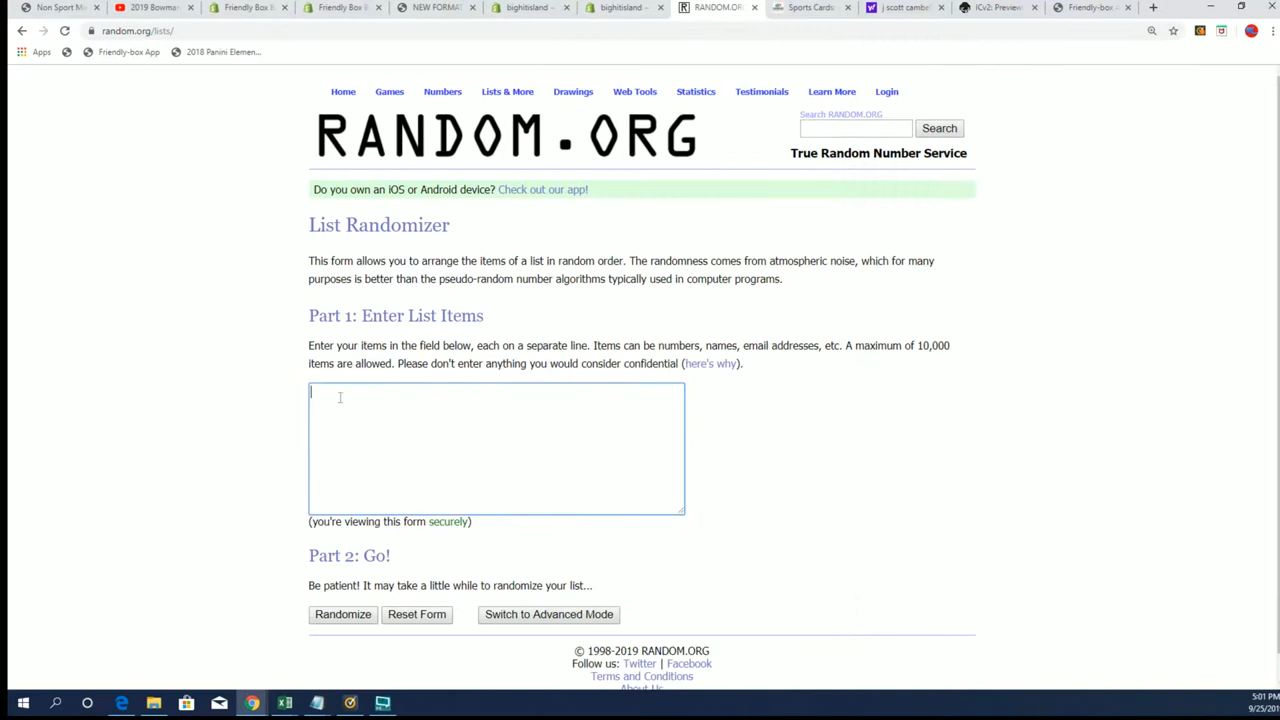 Non Sport M
2019 Bowma
Friendly Box B
Friendly Box B
NEW FORMA
bighitisland -
bighitisland -
RANDOM.OR
Sports Cards
j scott cambe
ICv2: Preview
Friendly-box A
random.org/lists/
Apps
Friendly-box App
2018 Panini Elemen...
Home Games Numbers Lists & More Drawings Web Tools Statistics Testimonials Learn More Login
RANDOM.ORG
Search RANDOM.ORG
Search
True Random Number Service
Do you own an iOS or Android device? Check out our app!
List Randomizer
This form allows you to arrange the items of a list in random order. The randomness comes from atmospheric noise, which for many
purposes is better than the pseudo-random number algorithms typically used in computer programs.
Part 1: Enter List Items
Enter your items in the field below, each on a separate line. Items can be numbers, names, email addresses, etc. A maximum of 10,000
items are allowed. Please don't enter anything you would consider confidential (here's why).
(you're viewing this form securely)
Part 2: Go!
Be patient! It may take a little while to randomize your list...
Randomize Reset Form Switch to Advanced Mode
© 1998-2019 RANDOM.ORG
Follow us: Twitter | Facebook
Terms and Conditions
About Us
5:01 PM
9/25/201